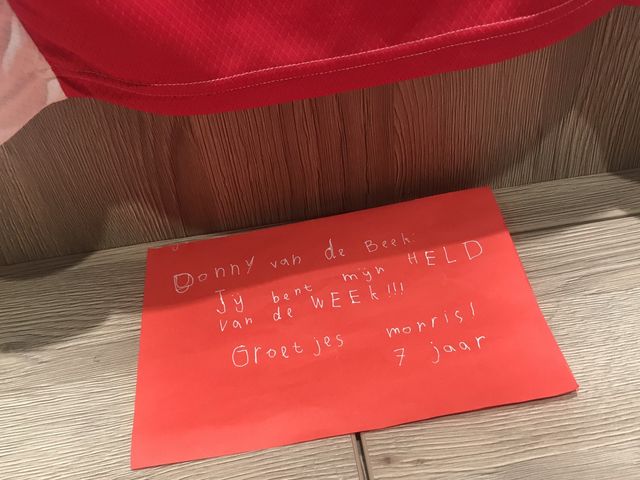 Donny van de Beek.
Jij bent mijn HELD
van de WEEK!!!
Groetjes morris!
7 jaar